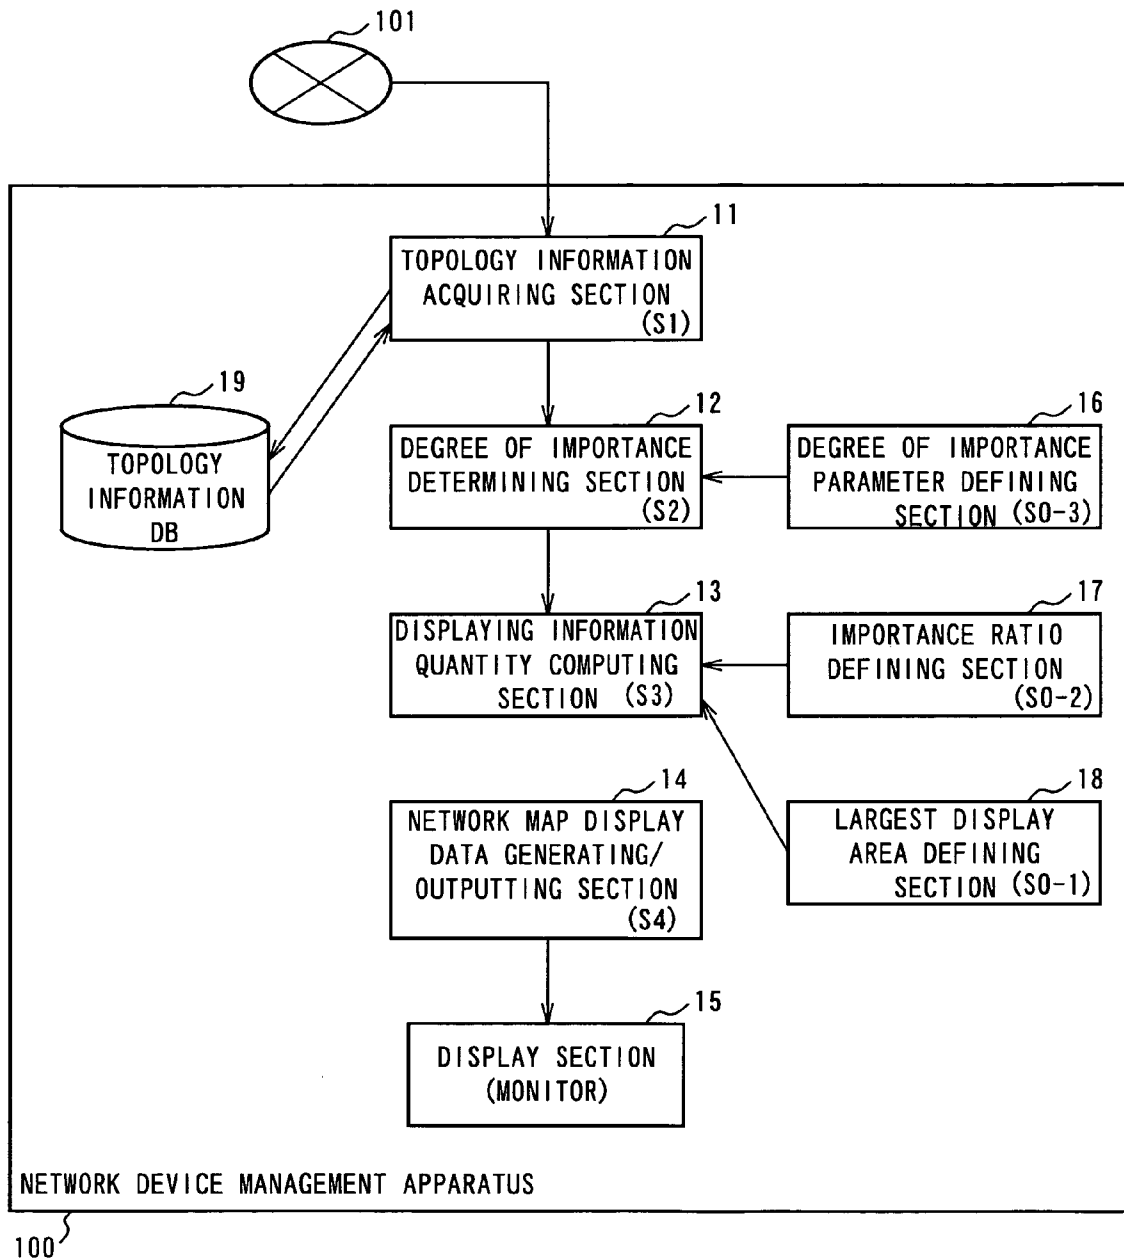 101
11
TOPOLOGY INFORMATION
ACQUIRING SECTION
(S1)
19
TOPOLOGY
INFORMATION
DB
12
DEGREE OF IMPORTANCE
DETERMINING SECTION
(S2)
16
DEGREE OF IMPORTANCE
PARAMETER DEFINING
SECTION (S0-3)
13
DISPLAYING INFORMATION
QUANTITY COMPUTING
SECTION (S3)
17
IMPORTANCE RATIO
DEFINING SECTION
(S0-2)
14
NETWORK MAP DISPLAY
DATA GENERATING/
OUTPUTTING SECTION
(S4)
18
LARGEST DISPLAY
AREA DEFINING
SECTION (S0-1)
15
DISPLAY SECTION
(MONITOR)
NETWORK DEVICE MANAGEMENT APPARATUS
100